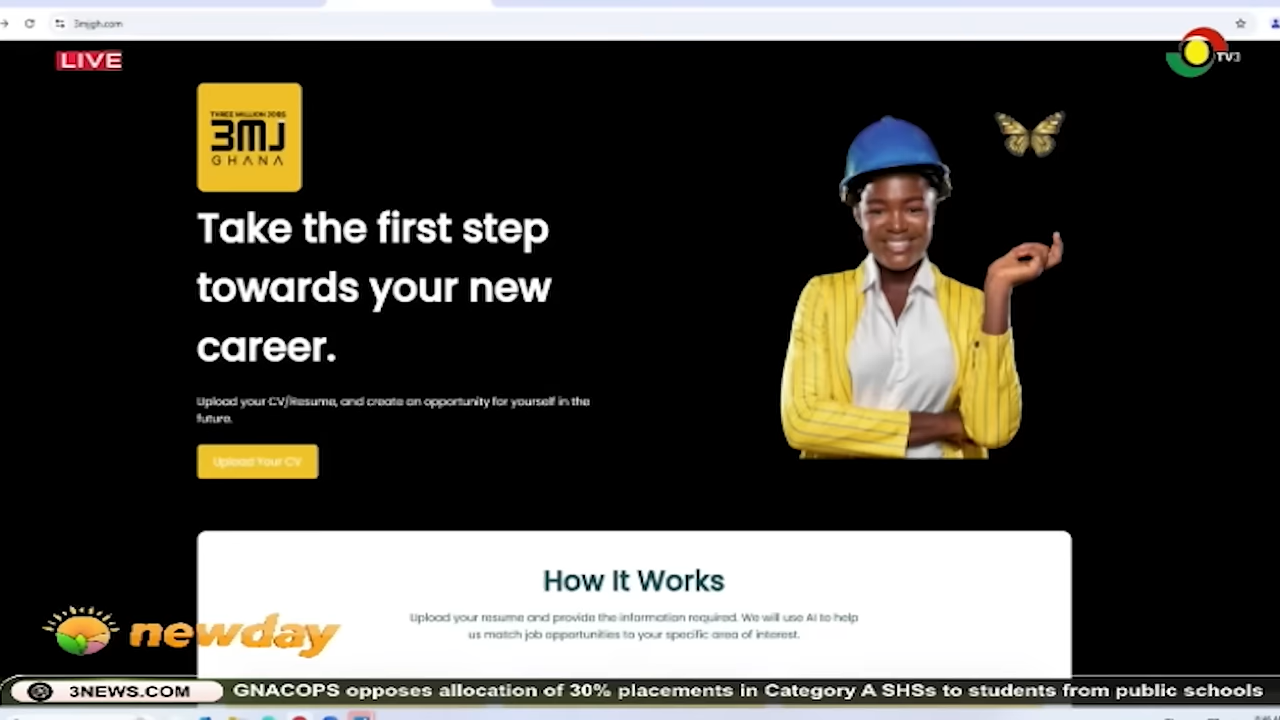 3mjgh.com
LIVE
TV3
THREE MILLION JOBS
3MJ
GHANA
Take the first step
towards your new
career.
Upload your CV/Resume, and create an opportunity for yourself in the
future.
Upload Your CV
How It Works
Upload your resume and provide the information required. We will use AI to help
us match job opportunities to your specific area of interest.
newday
3NEWS.COM
GNACOPS opposes allocation of 30% placements in Category A SHSs to students from public schools